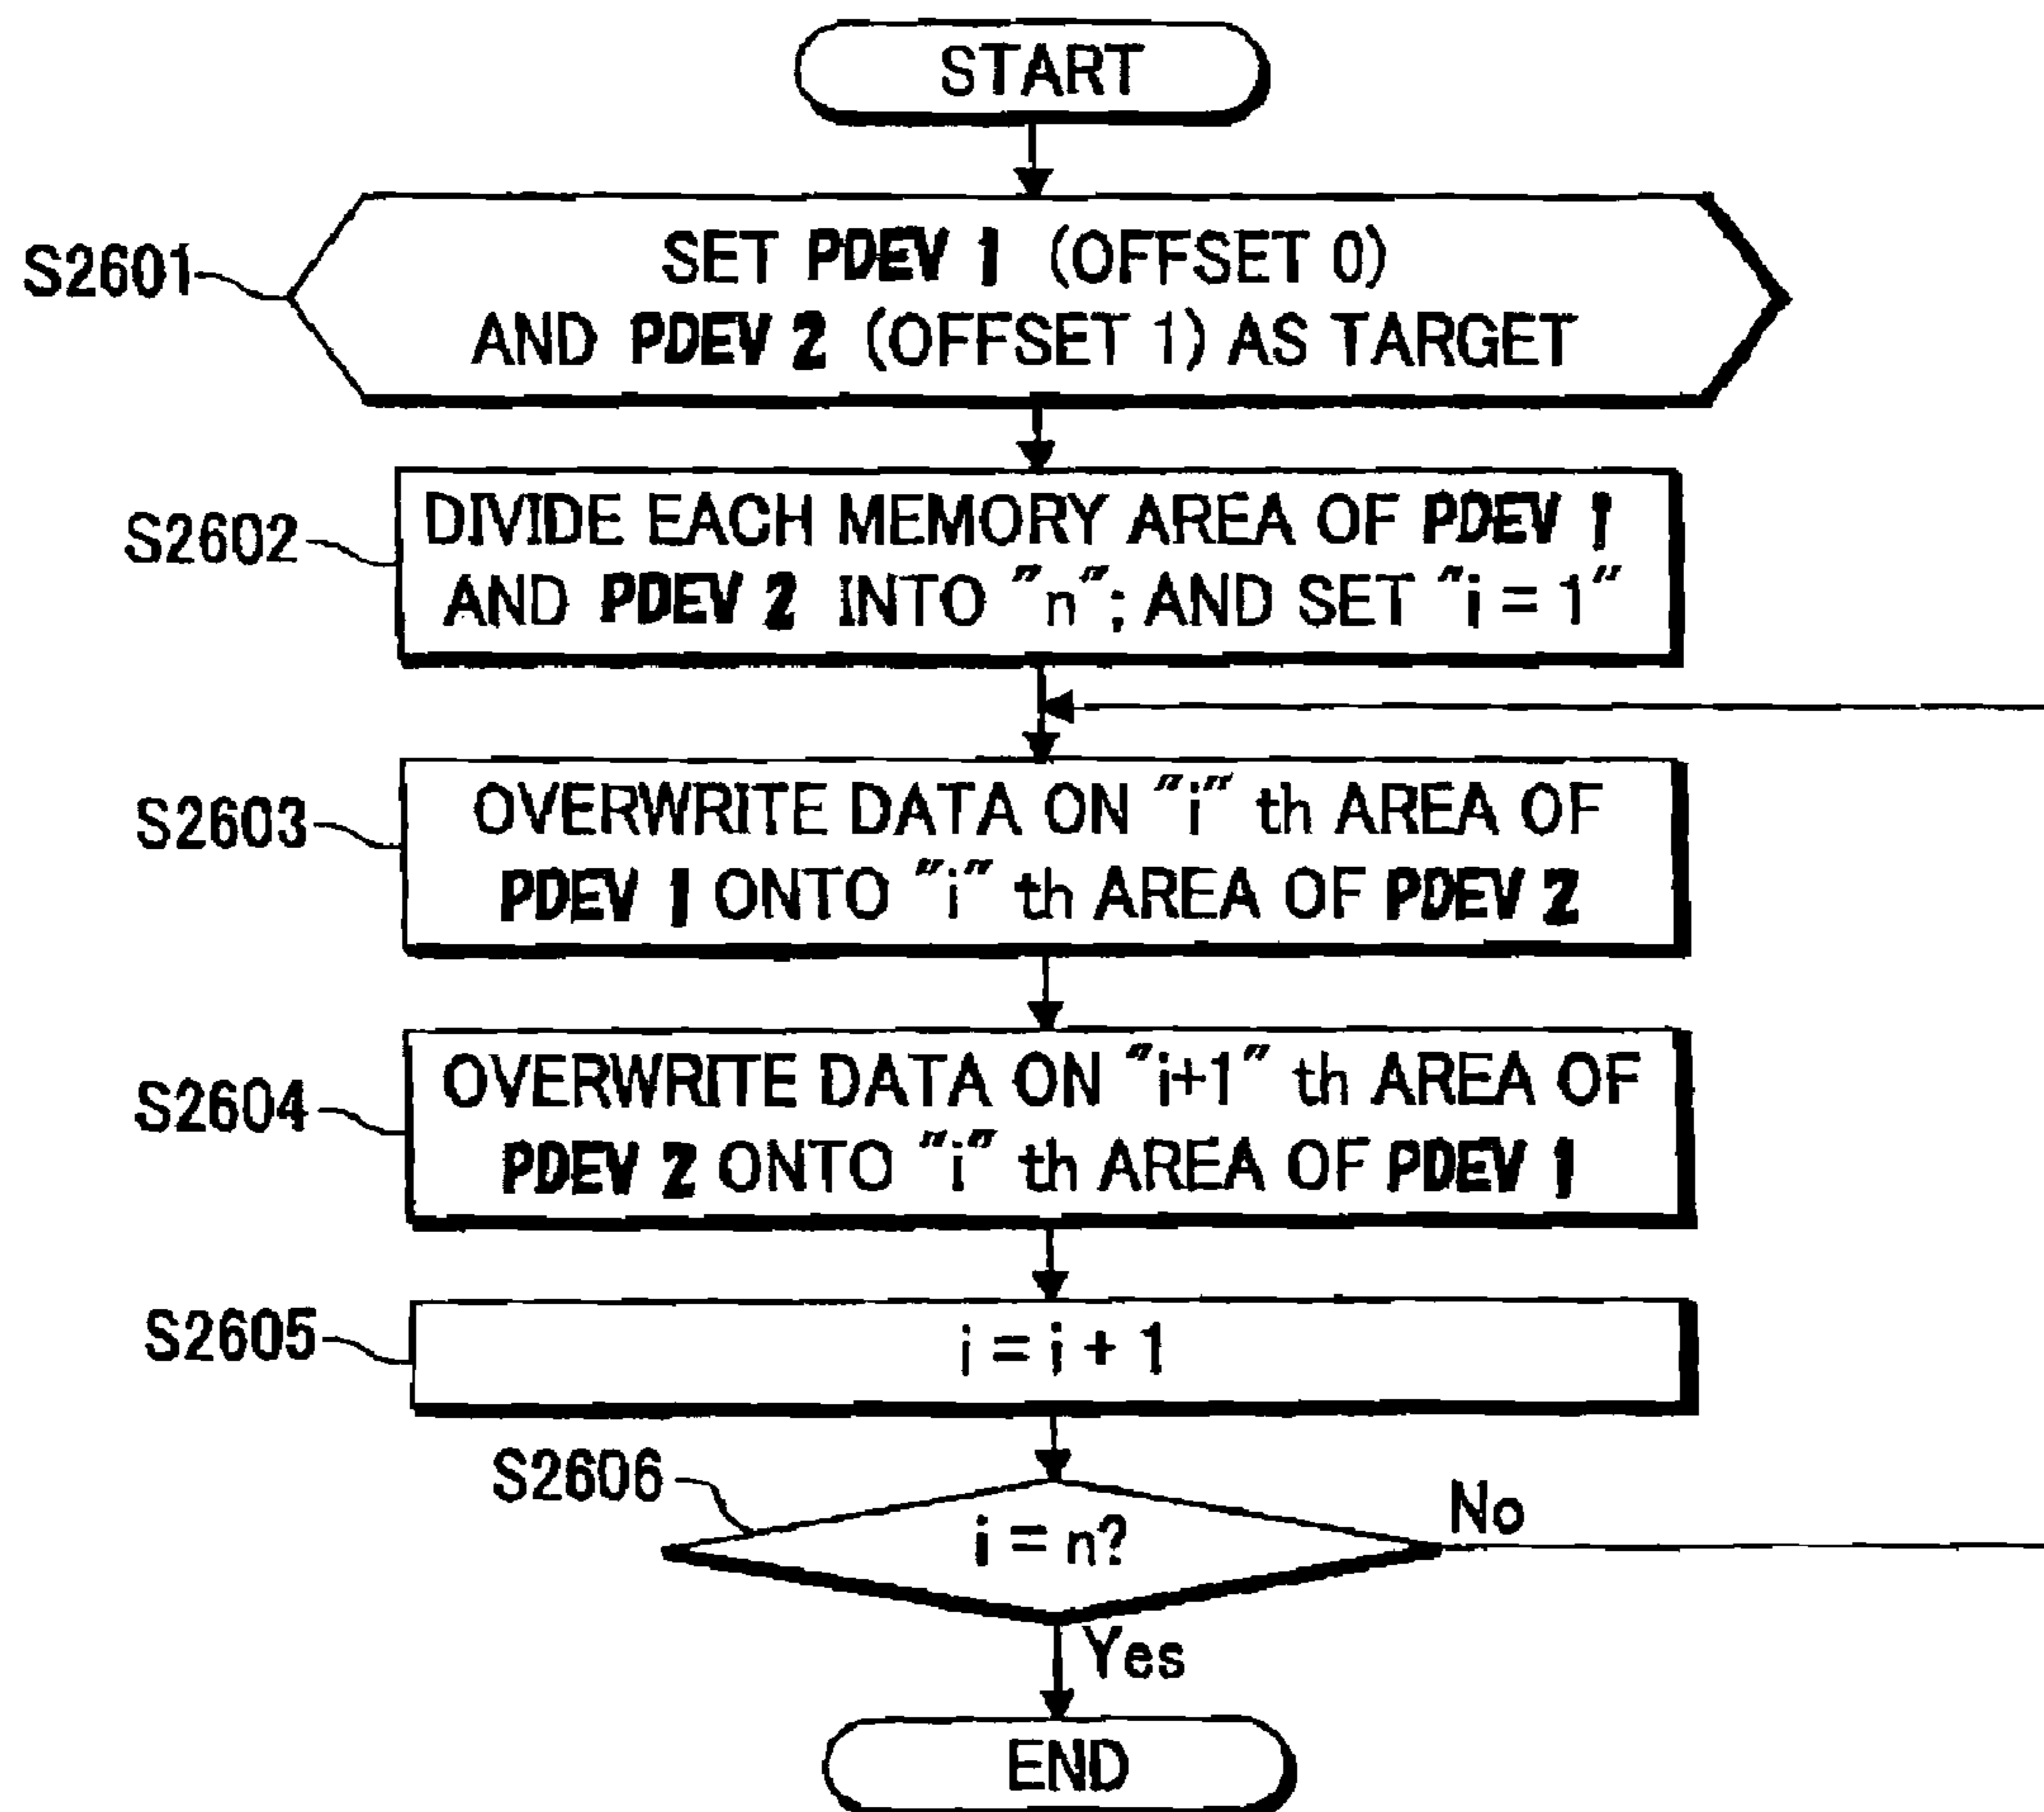 START
S2601
SET PDEV 1 (OFFSET 0)
AND PDEV 2 (OFFSET 1) AS TARGET
S2602
DIVIDE EACH MEMORY AREA OF PDEV 1
AND PDEV 2 INTO "n"; AND SET "i = 1"
S2603
OVERWRITE DATA ON "i" th AREA OF
PDEV 1 ONTO "i" th AREA OF PDEV 2
S2604
OVERWRITE DATA ON "i+1" th AREA OF
PDEV 2 ONTO "i" th AREA OF PDEV 1
S2605
i = i + 1
S2606
i = n?
No
Yes
END